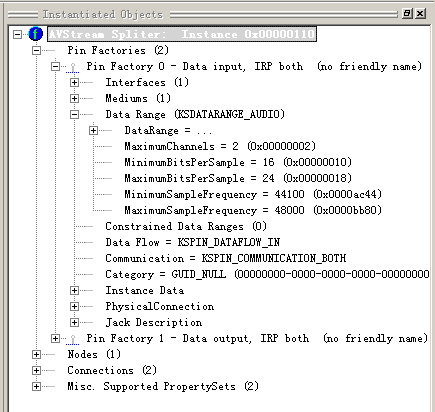 Instantiated Objects
AVStream Spliter: Instance 0x00000110
Pin Factories (2)
Pin Factory 0 - Data input, IRP both (no friendly name)
Interfaces (1)
Mediums (1)
Data Range (KSDATARANGE_AUDIO)
DataRange = ...
MaximumChannels = 2 (0x00000002)
MinimumBitsPerSample = 16 (0x00000010)
MaximumBitsPerSample = 24 (0x00000018)
MinimumSampleFrequency = 44100 (0x0000ac44)
MaximumSampleFrequency = 48000 (0x0000bb80)
Constrained Data Ranges (0)
Data Flow = KSPIN_DATAFLOW_IN
Communication = KSPIN_COMMUNICATION_BOTH
Category = GUID_NULL (00000000-0000-0000-0000-00000000
Instance Data
PhysicalConnection
Jack Description
Pin Factory 1 - Data output, IRP both (no friendly name)
Nodes (1)
Connections (2)
Misc. Supported PropertySets (2)